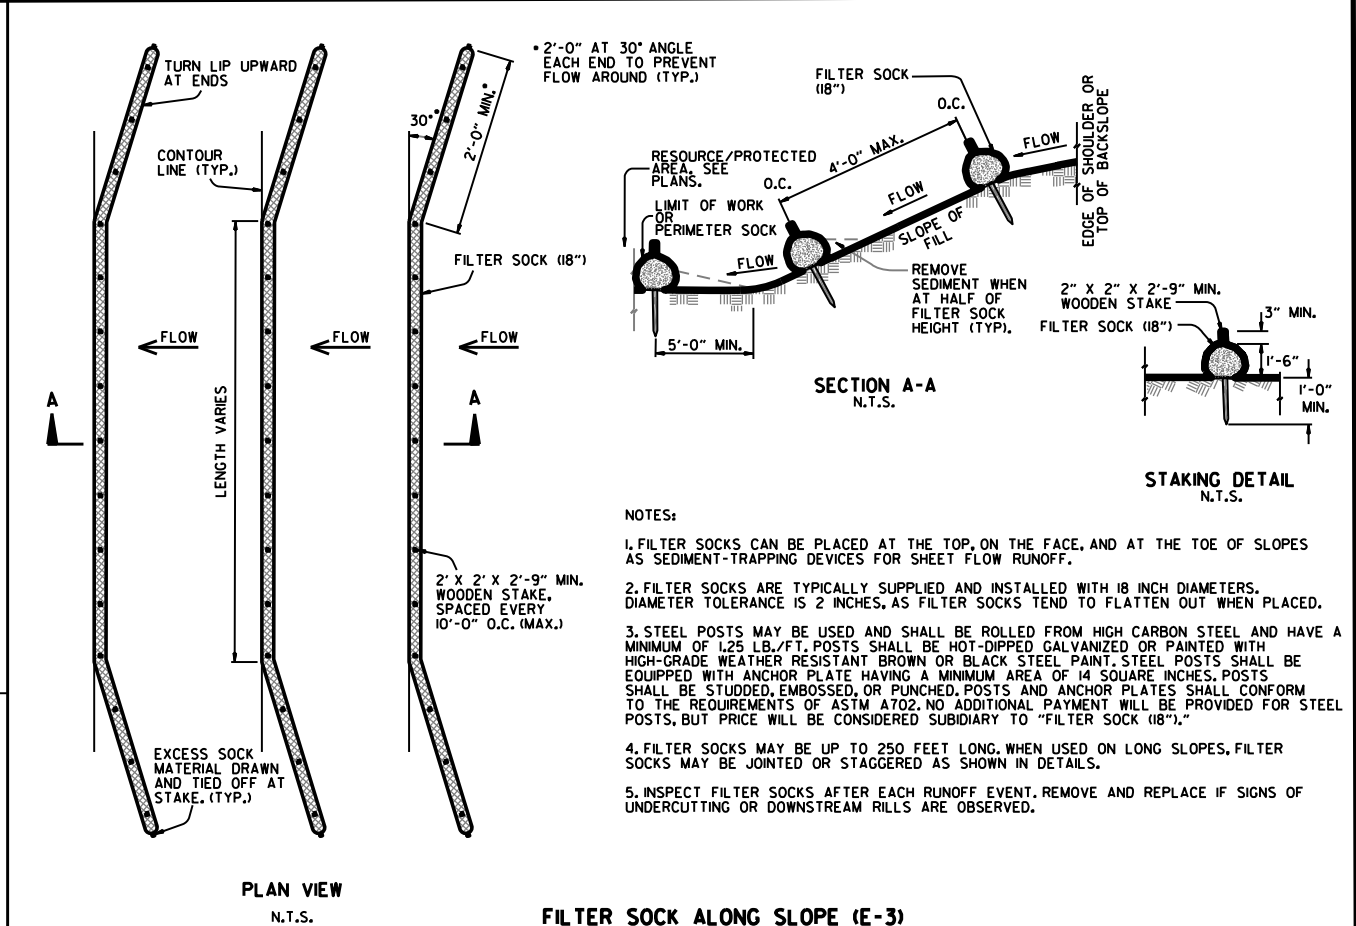 TURN LIP UPWARD
AT ENDS
CONTOUR
LINE (TYP.)
30°•
2'-0" MIN.•
• 2'-0" AT 30° ANGLE
EACH END TO PREVENT
FLOW AROUND (TYP.)
FILTER SOCK (18")
FLOW
FLOW
FLOW
A
A
LENGTH VARIES
2' X 2' X 2'-9" MIN.
WOODEN STAKE,
SPACED EVERY
10'-0" O.C. (MAX.)
EXCESS SOCK
MATERIAL DRAWN
AND TIED OFF AT
STAKE. (TYP.)
PLAN VIEW
N.T.S.
FILTER SOCK
(18")
O.C.
4'-0" MAX.
O.C.
FLOW
EDGE OF SHOULDER OR
TOP OF BACKSLOPE
RESOURCE/PROTECTED
AREA. SEE
PLANS.
LIMIT OF WORK
OR
PERIMETER SOCK
FLOW
SLOPE OF
FILL
FLOW
REMOVE
SEDIMENT WHEN
AT HALF OF
FILTER SOCK
HEIGHT (TYP).
5'-0" MIN.
SECTION A-A
N.T.S.
2" X 2" X 2'-9" MIN.
WOODEN STAKE
FILTER SOCK (18")
3" MIN.
1'-6"
1'-0"
MIN.
STAKING DETAIL
N.T.S.
NOTES:
1. FILTER SOCKS CAN BE PLACED AT THE TOP, ON THE FACE, AND AT THE TOE OF SLOPES
AS SEDIMENT-TRAPPING DEVICES FOR SHEET FLOW RUNOFF.
2. FILTER SOCKS ARE TYPICALLY SUPPLIED AND INSTALLED WITH 18 INCH DIAMETERS.
DIAMETER TOLERANCE IS 2 INCHES, AS FILTER SOCKS TEND TO FLATTEN OUT WHEN PLACED.
3. STEEL POSTS MAY BE USED AND SHALL BE ROLLED FROM HIGH CARBON STEEL AND HAVE A
MINIMUM OF 1.25 LB./FT. POSTS SHALL BE HOT-DIPPED GALVANIZED OR PAINTED WITH
HIGH-GRADE WEATHER RESISTANT BROWN OR BLACK STEEL PAINT. STEEL POSTS SHALL BE
EQUIPPED WITH ANCHOR PLATE HAVING A MINIMUM AREA OF 14 SQUARE INCHES. POSTS
SHALL BE STUDDED, EMBOSSED, OR PUNCHED. POSTS AND ANCHOR PLATES SHALL CONFORM
TO THE REQUIREMENTS OF ASTM A702. NO ADDITIONAL PAYMENT WILL BE PROVIDED FOR STEEL
POSTS, BUT PRICE WILL BE CONSIDERED SUBIDIARY TO "FILTER SOCK (18")."
4. FILTER SOCKS MAY BE UP TO 250 FEET LONG. WHEN USED ON LONG SLOPES, FILTER
SOCKS MAY BE JOINTED OR STAGGERED AS SHOWN IN DETAILS.
5. INSPECT FILTER SOCKS AFTER EACH RUNOFF EVENT. REMOVE AND REPLACE IF SIGNS OF
UNDERCUTTING OR DOWNSTREAM RILLS ARE OBSERVED.
FILTER SOCK ALONG SLOPE (E-3)